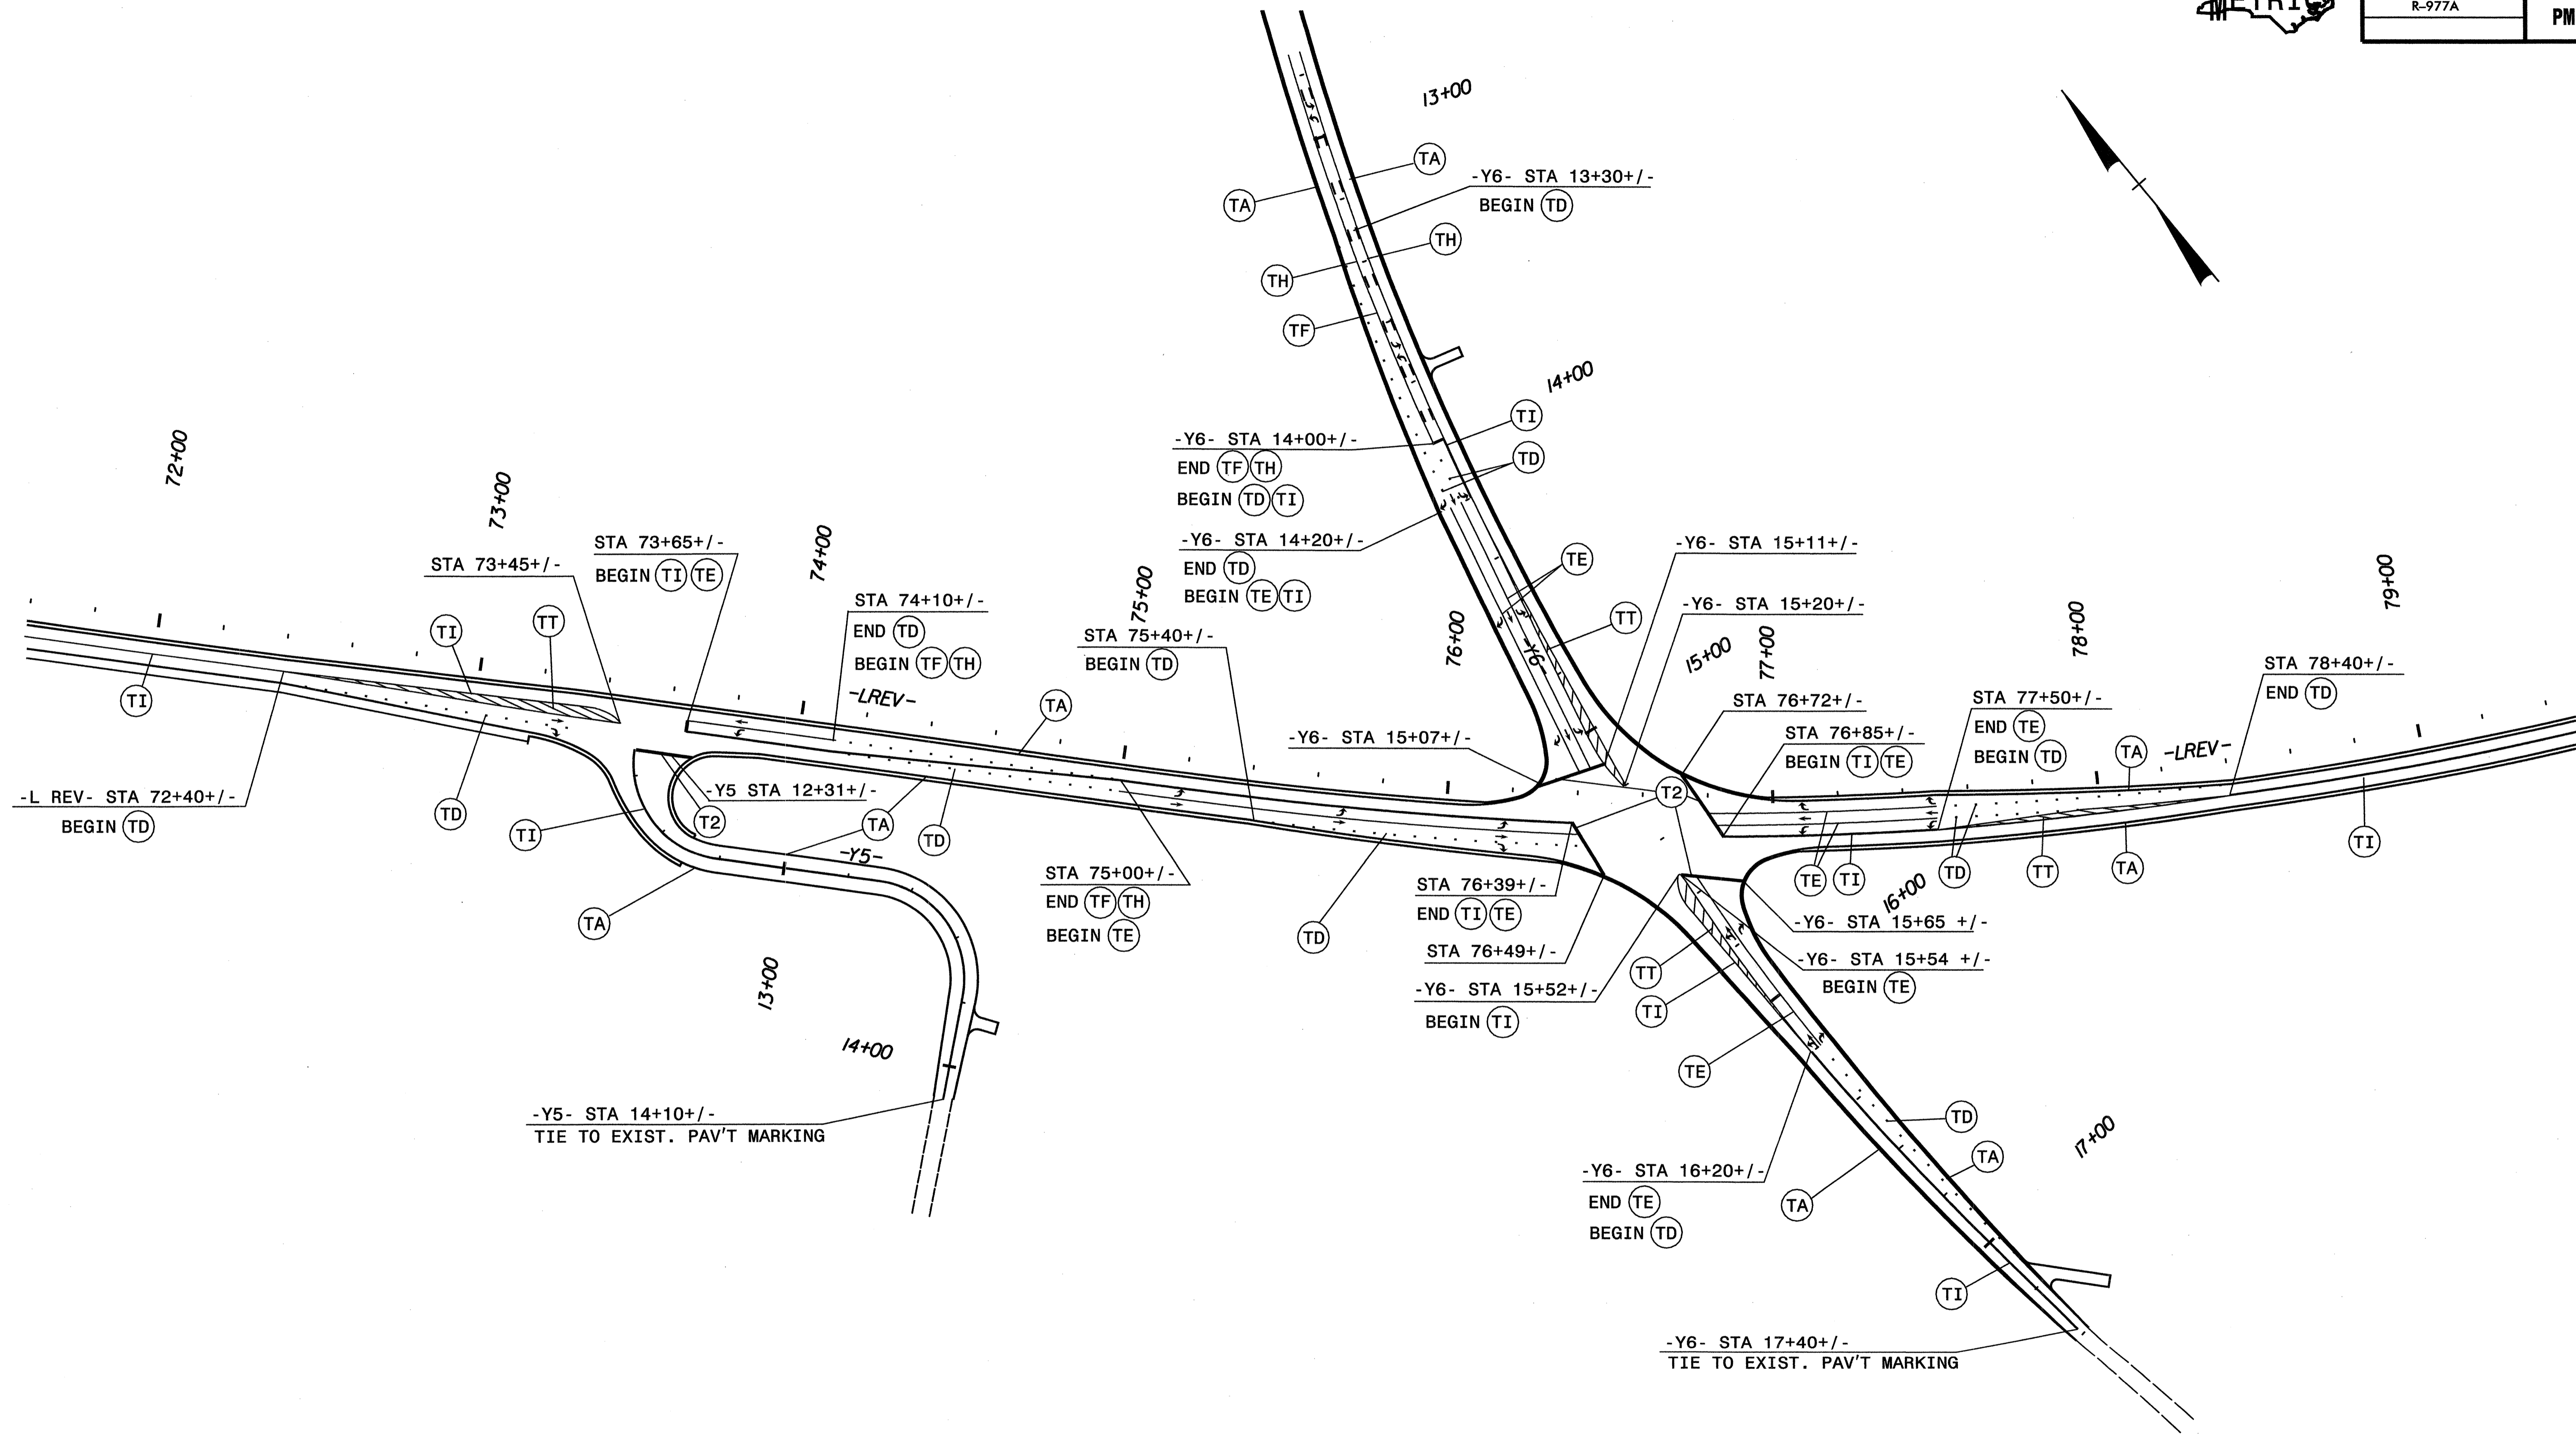 METRIC
R-977A
PM
13+00
TA
-Y6- STA 13+30+/-
BEGIN TD
TA
TH
TH
TF
14+00
TI
-Y6- STA 14+00+/-
END TF TH
BEGIN TD TI
TD
-Y6- STA 14+20+/-
END TD
BEGIN TE TI
TE
-Y6- STA 15+11+/-
-Y6- STA 15+20+/-
TT
-Y6-
72+00
73+00
74+00
75+00
76+00
15+00
77+00
78+00
79+00
STA 73+45+/-
STA 73+65+/-
BEGIN TI TE
TI
TT
STA 74+10+/-
END TD
BEGIN TF TH
-LREV-
STA 75+40+/-
BEGIN TD
TA
-Y6- STA 15+07+/-
STA 76+72+/-
STA 76+85+/-
BEGIN TI TE
STA 77+50+/-
END TE
BEGIN TD
STA 78+40+/-
END TD
TA
-LREV-
TI
-L REV- STA 72+40+/-
BEGIN TD
TD
TI
-Y5 STA 12+31+/-
T2
TA
TD
-Y5-
T2
TA
STA 75+00+/-
END TF TH
BEGIN TE
TD
STA 76+39+/-
END TI TE
STA 76+49+/-
-Y6- STA 15+52+/-
BEGIN TI
TE
TI
16+00
TD
TT
TA
TI
-Y6- STA 15+65 +/-
-Y6- STA 15+54 +/-
BEGIN TE
TT
TI
TE
13+00
14+00
-Y5- STA 14+10+/-
TIE TO EXIST. PAV'T MARKING
TD
TA
17+00
-Y6- STA 16+20+/-
END TE
BEGIN TD
TA
TI
-Y6- STA 17+40+/-
TIE TO EXIST. PAV'T MARKING